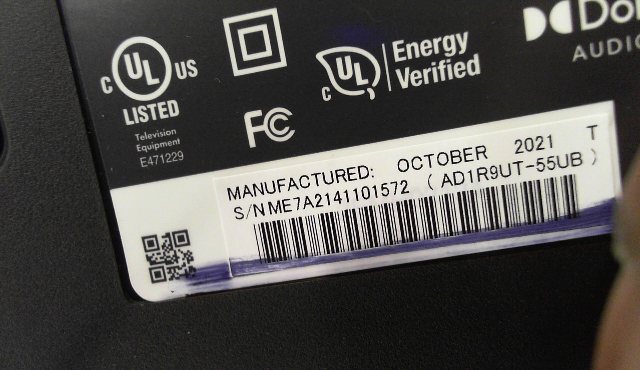 C UL US
LISTED
Television
Equipment
E471229
FC
C UL
Energy
Verified
AUDIO
MANUFACTURED: OCTOBER 2021 T
S/N ME7A2141101572 (AD1R9UT-55UB)